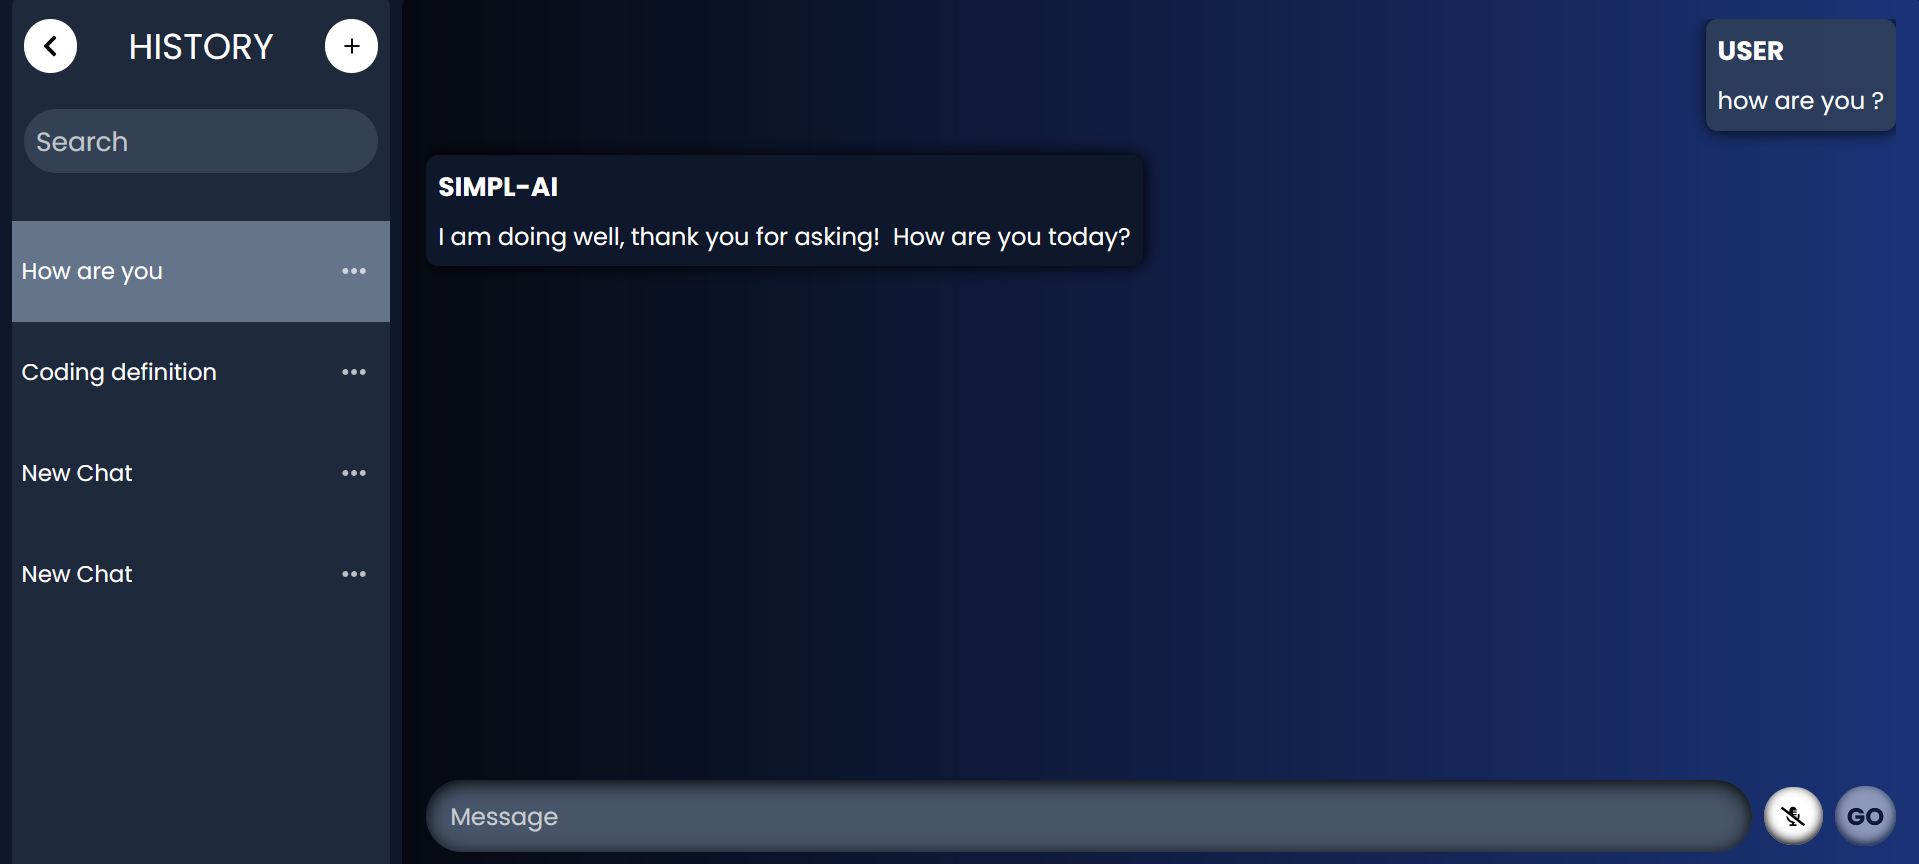 HISTORY
Search
How are you
Coding definition
New Chat
New Chat
USER
how are you ?
SIMPL-AI
I am doing well, thank you for asking!  How are you today?
Message
GO